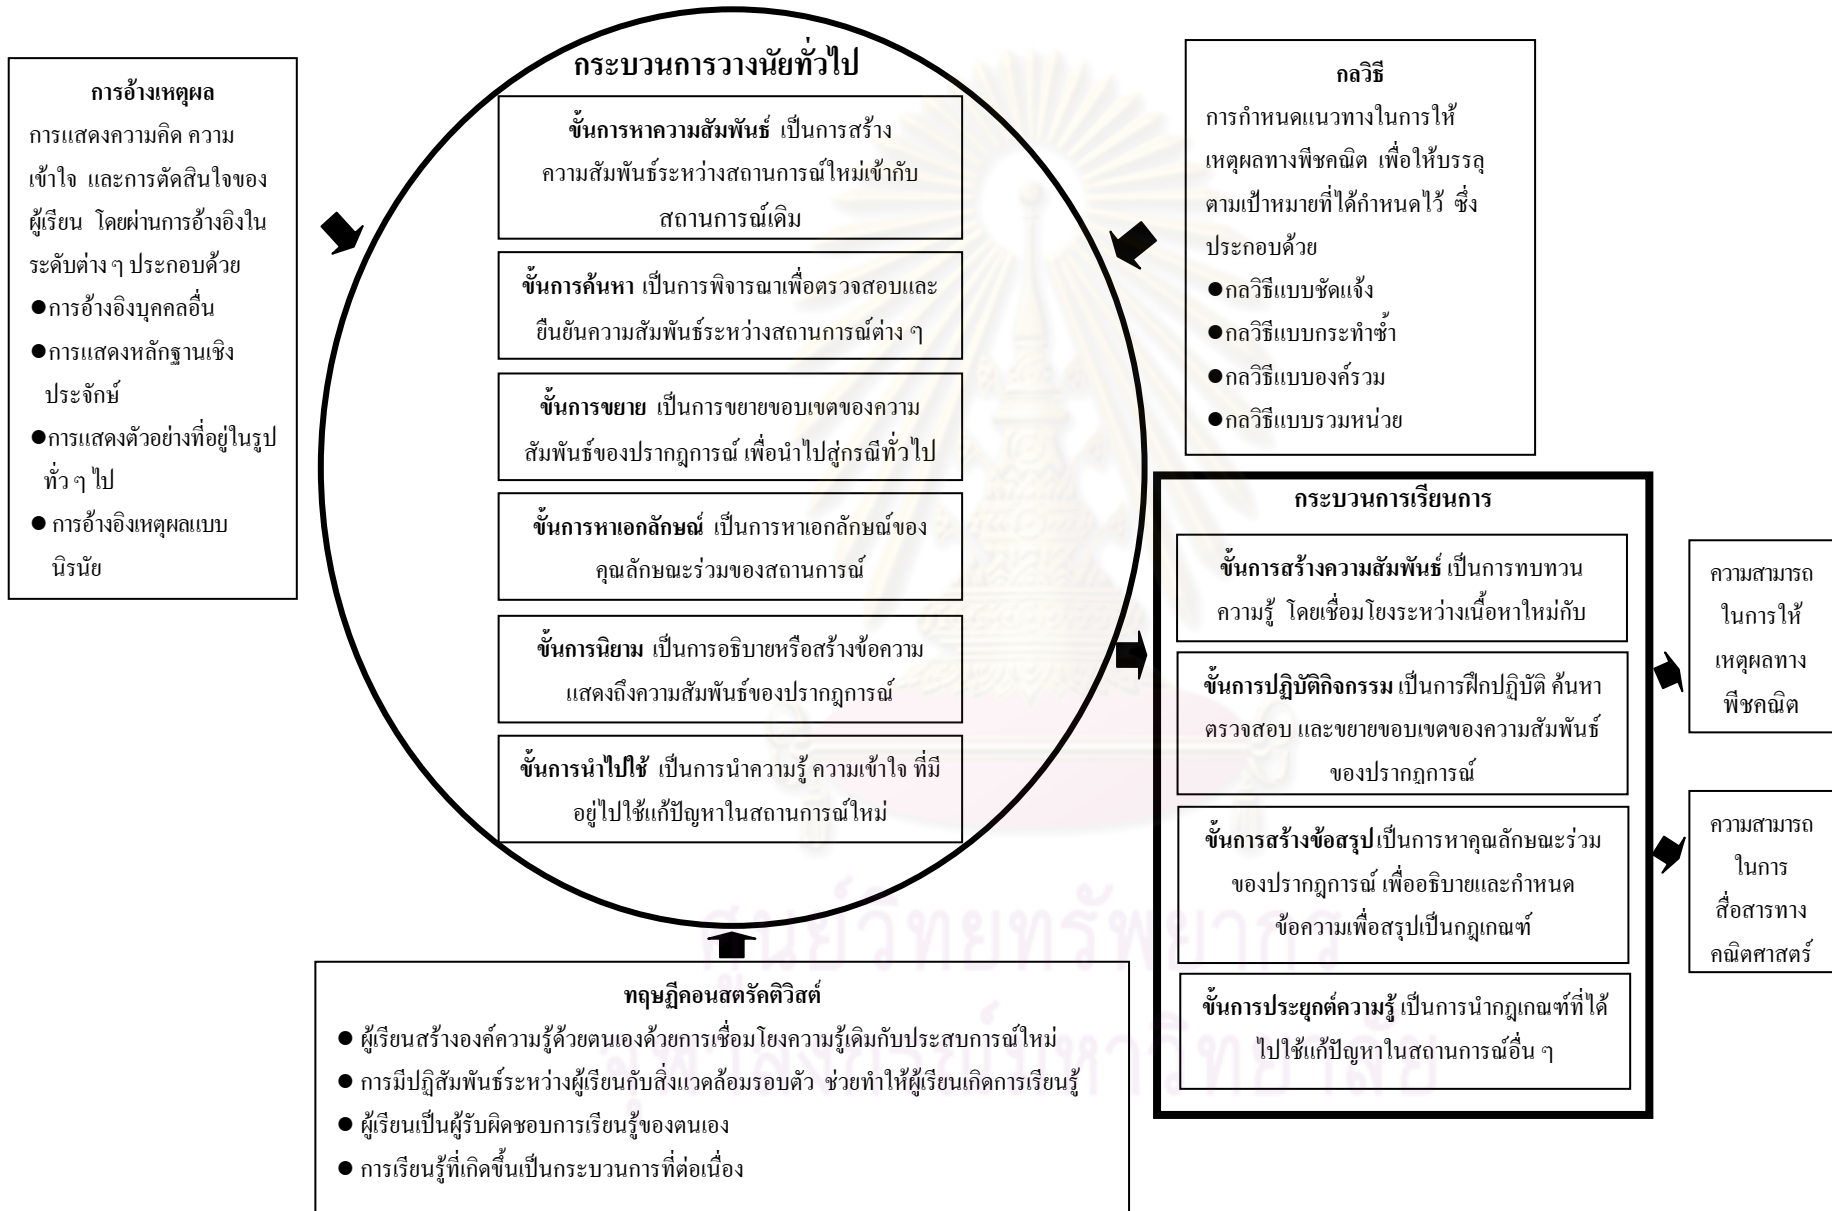 การอ้างเหตุผล
การแสดงความคิด ความ
เข้าใจ และการตัดสินใจของ
ผู้เรียน โดยผ่านการอ้างอิงใน
ระดับต่าง ๆ ประกอบด้วย
●การอ้างอิงบุคคลอื่น
●การแสดงหลักฐานเชิง
ประจักษ์
●การแสดงตัวอย่างที่อยู่ในรูป
ทั่ว ๆ ไป
● การอ้างอิงเหตุผลแบบ
นิรนัย
กระบวนการวางนัยทั่วไป
ขั้นการหาความสัมพันธ์ เป็นการสร้าง
ความสัมพันธ์ระหว่างสถานการณ์ใหม่เข้ากับ
สถานการณ์เดิม
ขั้นการค้นหา เป็นการพิจารณาเพื่อตรวจสอบและ
ยืนยันความสัมพันธ์ระหว่างสถานการณ์ต่าง ๆ
ขั้นการขยาย เป็นการขยายขอบเขตของความ
สัมพันธ์ของปรากฎการณ์ เพื่อนำไปสู่กรณีทั่วไป
ขั้นการหาเอกลักษณ์ เป็นการหาเอกลักษณ์ของ
คุณลักษณะร่วมของสถานการณ์
ขั้นการนิยาม เป็นการอธิบายหรือสร้างข้อความ
แสดงถึงความสัมพันธ์ของปรากฎการณ์
ขั้นการนำไปใช้ เป็นการนำความรู้ ความเข้าใจ ที่มี
อยู่ไปใช้แก้ปัญหาในสถานการณ์ใหม่
กลวิธี
การกำหนดแนวทางในการให้
เหตุผลทางพีชคณิต เพื่อให้บรรลุ
ตามเป้าหมายที่ได้กำหนดไว้ ซึ่ง
ประกอบด้วย
●กลวิธีแบบชัดแจ้ง
●กลวิธีแบบกระทำซ้ำ
●กลวิธีแบบองค์รวม
●กลวิธีแบบรวมหน่วย
กระบวนการเรียนการ
ขั้นการสร้างความสัมพันธ์ เป็นการทบทวน
ความรู้ โดยเชื่อมโยงระหว่างเนื้อหาใหม่กับ
ขั้นการปฏิบัติกิจกรรม เป็นการฝึกปฏิบัติ ค้นหา
ตรวจสอบ และขยายขอบเขตของความสัมพันธ์
ของปรากฎการณ์
ขั้นการสร้างข้อสรุป เป็นการหาคุณลักษณะร่วม
ของปรากฎการณ์ เพื่ออธิบายและกำหนด
ข้อความเพื่อสรุปเป็นกฎเกณฑ์
ขั้นการประยุกต์ความรู้ เป็นการนำกฎเกณฑ์ที่ได้
ไปใช้แก้ปัญหาในสถานการณ์อื่น ๆ
ความสามารถ
ในการให้
เหตุผลทาง
พีชคณิต
ความสามารถ
ในการ
สื่อสารทาง
คณิตศาสตร์
ทฤษฎีคอนสตรัคติวิสต์
● ผู้เรียนสร้างองค์ความรู้ด้วยตนเองด้วยการเชื่อมโยงความรู้เดิมกับประสบการณ์ใหม่
● การมีปฏิสัมพันธ์ระหว่างผู้เรียนกับสิ่งแวดล้อมรอบตัว ช่วยทำให้ผู้เรียนเกิดการเรียนรู้
● ผู้เรียนเป็นผู้รับผิดชอบการเรียนรู้ของตนเอง
● การเรียนรู้ที่เกิดขึ้นเป็นกระบวนการที่ต่อเนื่อง
ศูนย์วิทยทรัพยากร
จุฬาลงกรณ์มหาวิทยาลัย